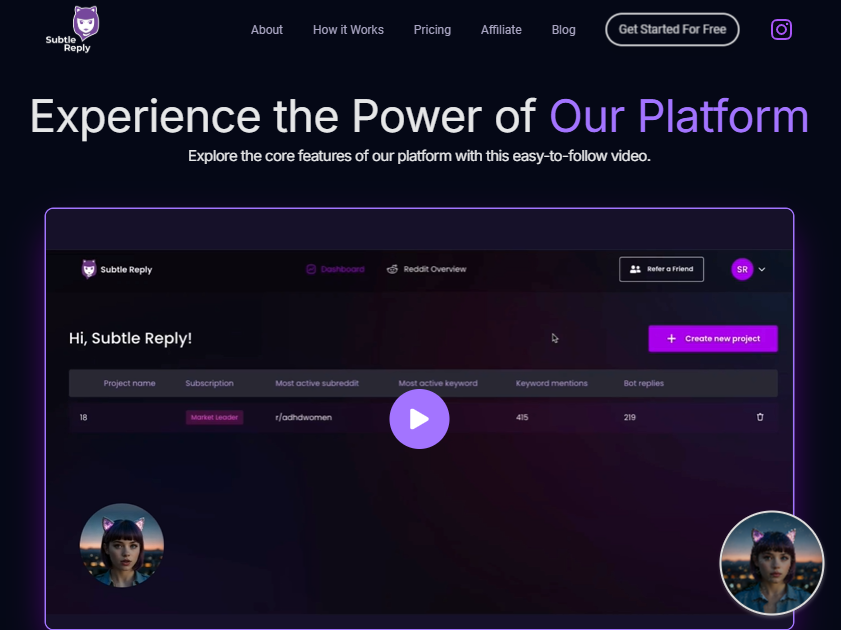 Subtle
Reply
About
How it Works
Pricing
Affiliate
Blog
Get Started For Free
Experience the Power of Our Platform
Explore the core features of our platform with this easy-to-follow video.
Subtle Reply
Dashboard
Reddit Overview
Refer a Friend
SR
Hi, Subtle Reply!
Create new project
Project name
Subscription
Most active subreddit
Most active keyword
Keyword mentions
Bot replies
18
Market Leader
r/adhdwomen
415
219